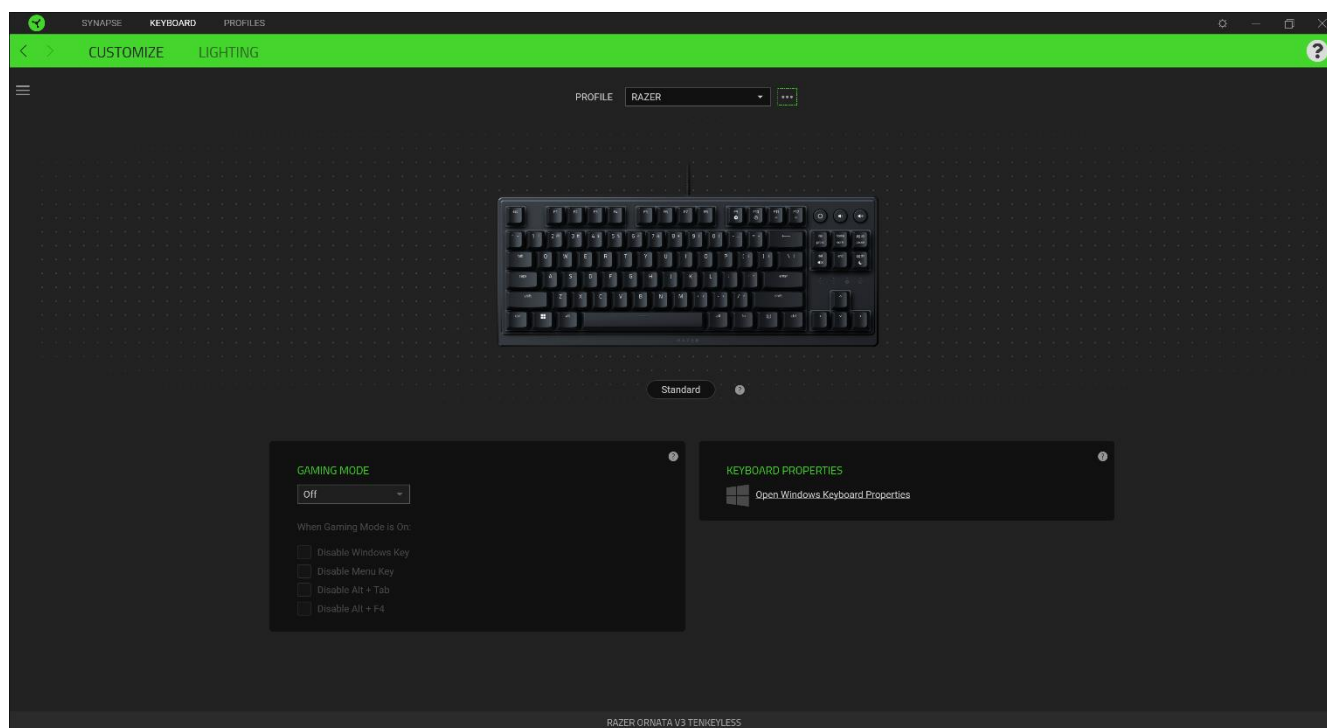 SYNAPSE KEYBOARD PROFILES
CUSTOMIZE LIGHTING
PROFILE RAZER
Standard
GAMING MODE
Off
When Gaming Mode is On:
Disable Windows Key
Disable Menu Key
Disable Alt + Tab
Disable Alt + F4
KEYBOARD PROPERTIES
Open Windows Keyboard Properties
RAZER ORNATA V3 TENKEYLESS